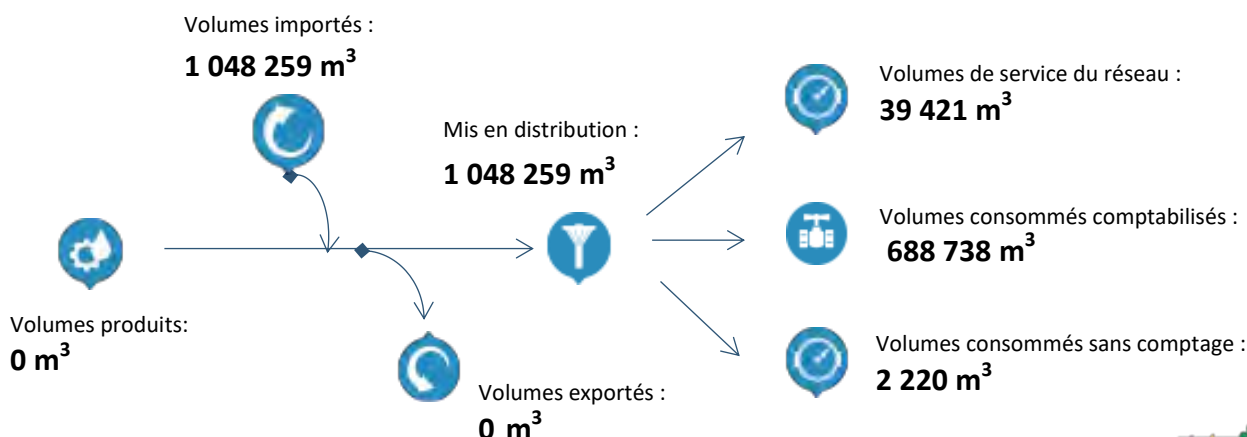 Volumes importés :
1 048 259 m³
Volumes de service du réseau :
39 421 m³
Mis en distribution :
1 048 259 m³
Volumes consommés comptabilisés :
688 738 m³
Volumes produits:
0 m³
Volumes consommés sans comptage :
2 220 m³
Volumes exportés :
0 m³